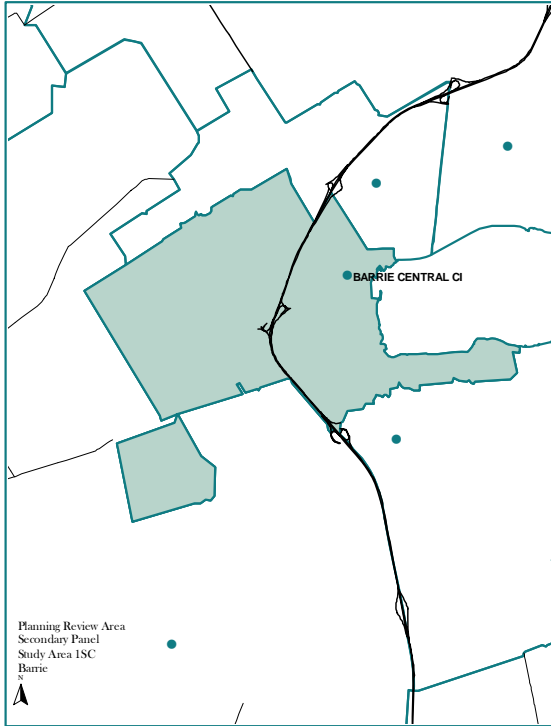 BARRIE CENTRAL CI
Planning Review Area
Secondary Panel
Study Area 1SC
Barrie
N